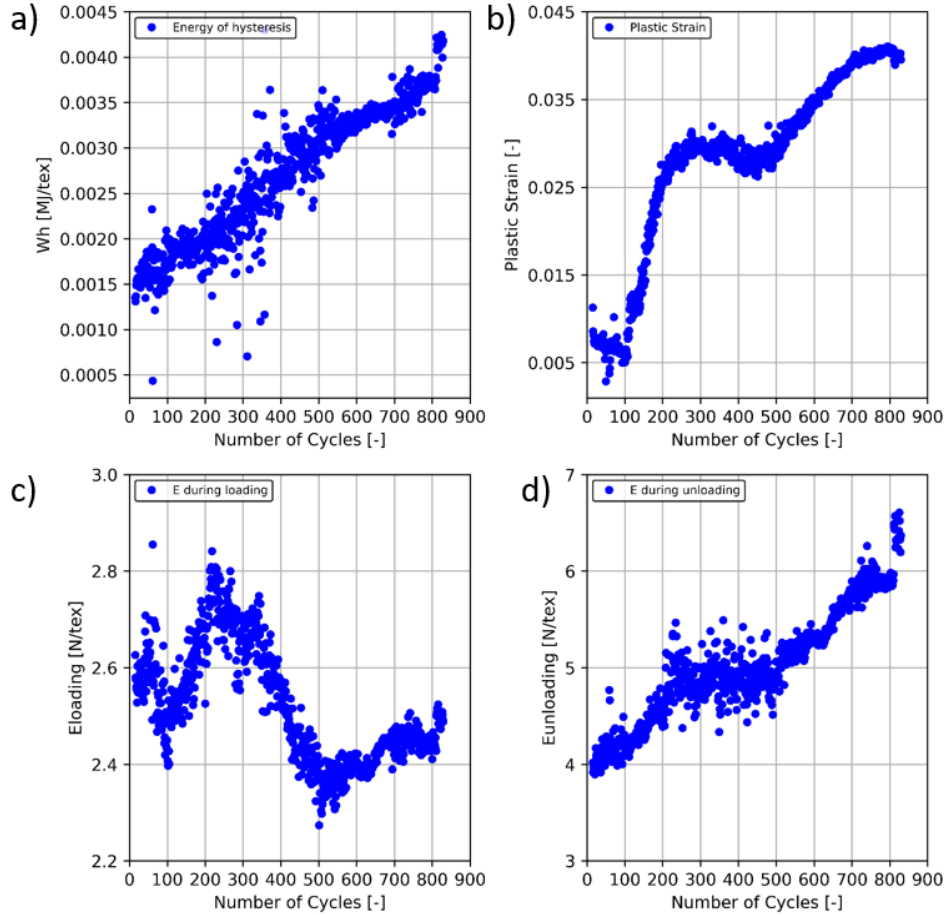 a)
Energy of hysteresis
Wh [MJ/tex]
0.0045
0.0040
0.0035
0.0030
0.0025
0.0020
0.0015
0.0010
0.0005
0 100 200 300 400 500 600 700 800 900
Number of Cycles [-]
b)
Plastic Strain
Plastic Strain [-]
0.045
0.035
0.025
0.015
0.005
0 100 200 300 400 500 600 700 800 900
Number of Cycles [-]
c)
E during loading
Eloading [N/tex]
3.0
2.8
2.6
2.4
2.2
0 100 200 300 400 500 600 700 800 900
Number of Cycles [-]
d)
E during unloading
Eunloading [N/tex]
7
6
5
4
3
0 100 200 300 400 500 600 700 800 900
Number of Cycles [-]